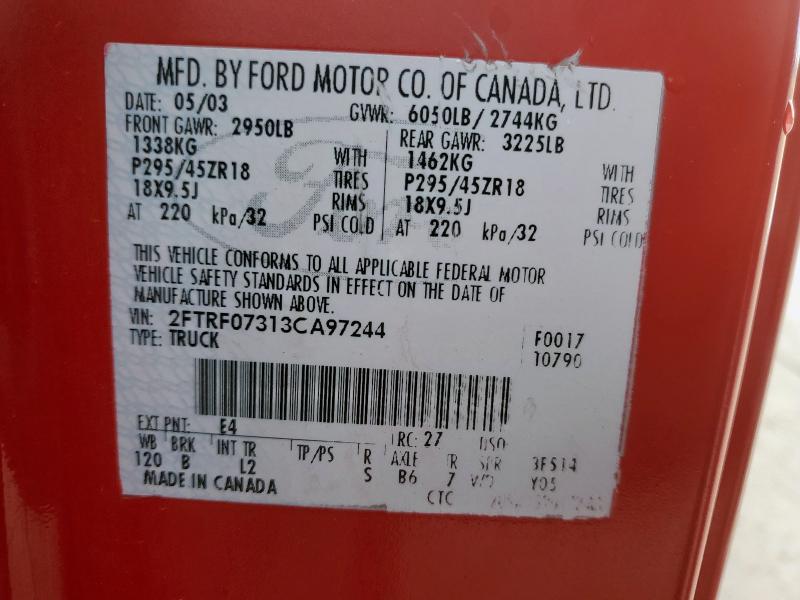 MFD. BY FORD MOTOR CO. OF CANADA, LTD.
DATE: 05/03 GVWR: 6050LB/ 2744KG
FRONT GAWR: 2950LB REAR GAWR: 3225LB
1338KG WITH 1462KG WITH
P295/45ZR18 TIRES P295/45ZR18 TIRES
18X9.5J RIMS 18X9.5J RIMS
AT 220 kPa/32 PSI COLD AT 220 kPa/32 PSI COLD
THIS VEHICLE CONFORMS TO ALL APPLICABLE FEDERAL MOTOR
VEHICLE SAFETY STANDARDS IN EFFECT ON THE DATE OF
MANUFACTURE SHOWN ABOVE.
VIN: 2FTRF07313CA97244 F0017
TYPE: TRUCK 10790
EXT PNT: E4 RC: 27 DSO:
WB BRK INT TR TP/PS R AXLE TR SPR 3FS14
120 B L2 S B6 7 Y05
MADE IN CANADA CTC
Ford